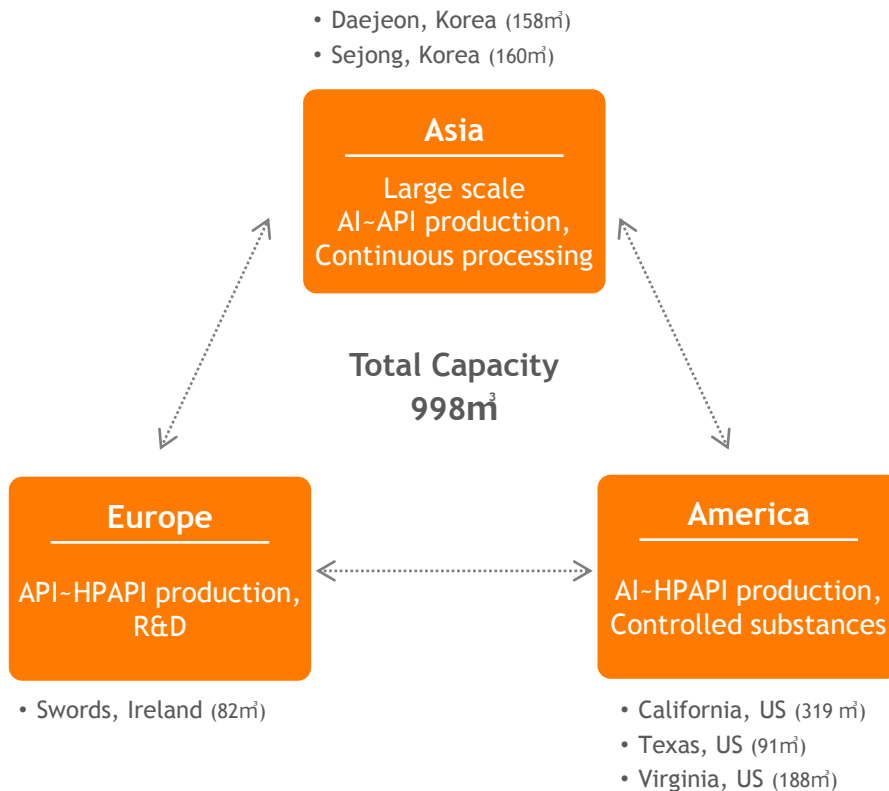 • Daejeon, Korea (158㎥)
• Sejong, Korea (160㎥)
Asia
Large scale
AI~API production,
Continuous processing
Total Capacity
998㎥
Europe
API~HPAPI production,
R&D
• Swords, Ireland (82㎥)
America
AI~HPAPI production,
Controlled substances
• California, US (319 ㎥)
• Texas, US (91㎥)
• Virginia, US (188㎥)